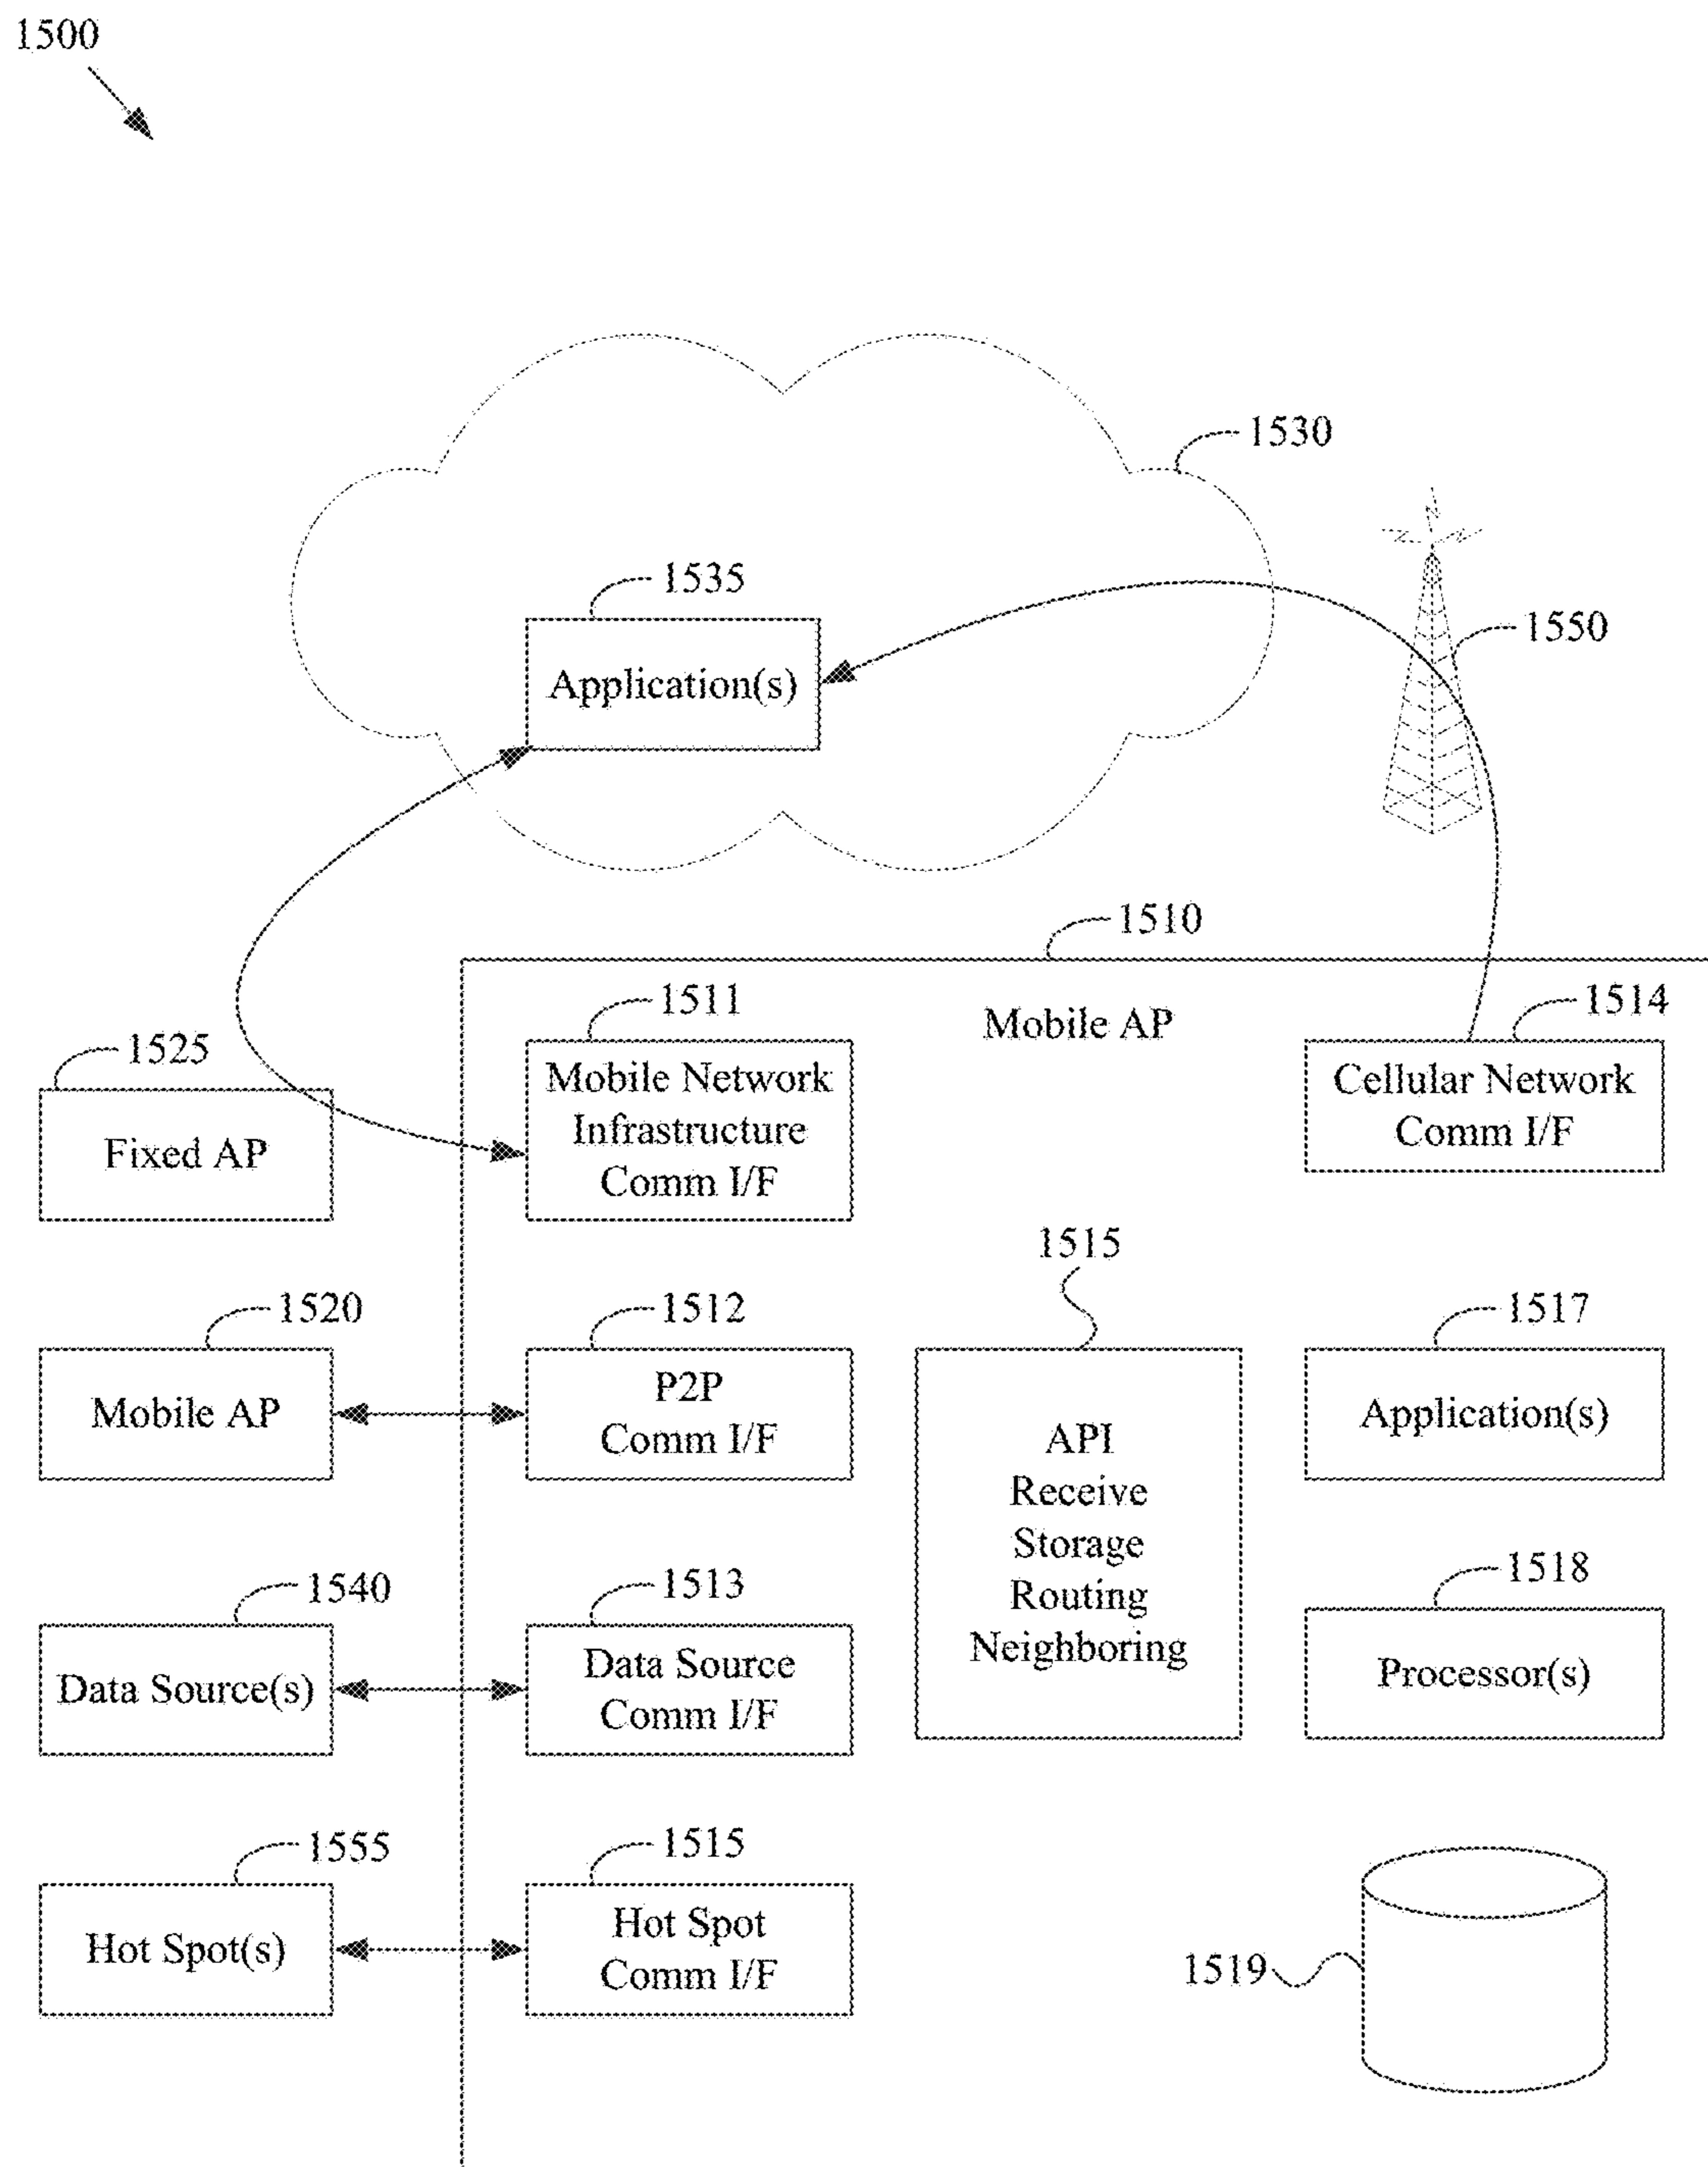 1500
1530
1535
Application(s)
1550
1510
Mobile AP
1511
Mobile Network
Infrastructure
Comm I/F
1514
Cellular Network
Comm I/F
1525
Fixed AP
1515
API
Receive
Storage
Routing
Neighboring
1520
Mobile AP
1512
P2P
Comm I/F
1517
Application(s)
1540
Data Source(s)
1513
Data Source
Comm I/F
1518
Processor(s)
1555
Hot Spot(s)
1515
Hot Spot
Comm I/F
1519